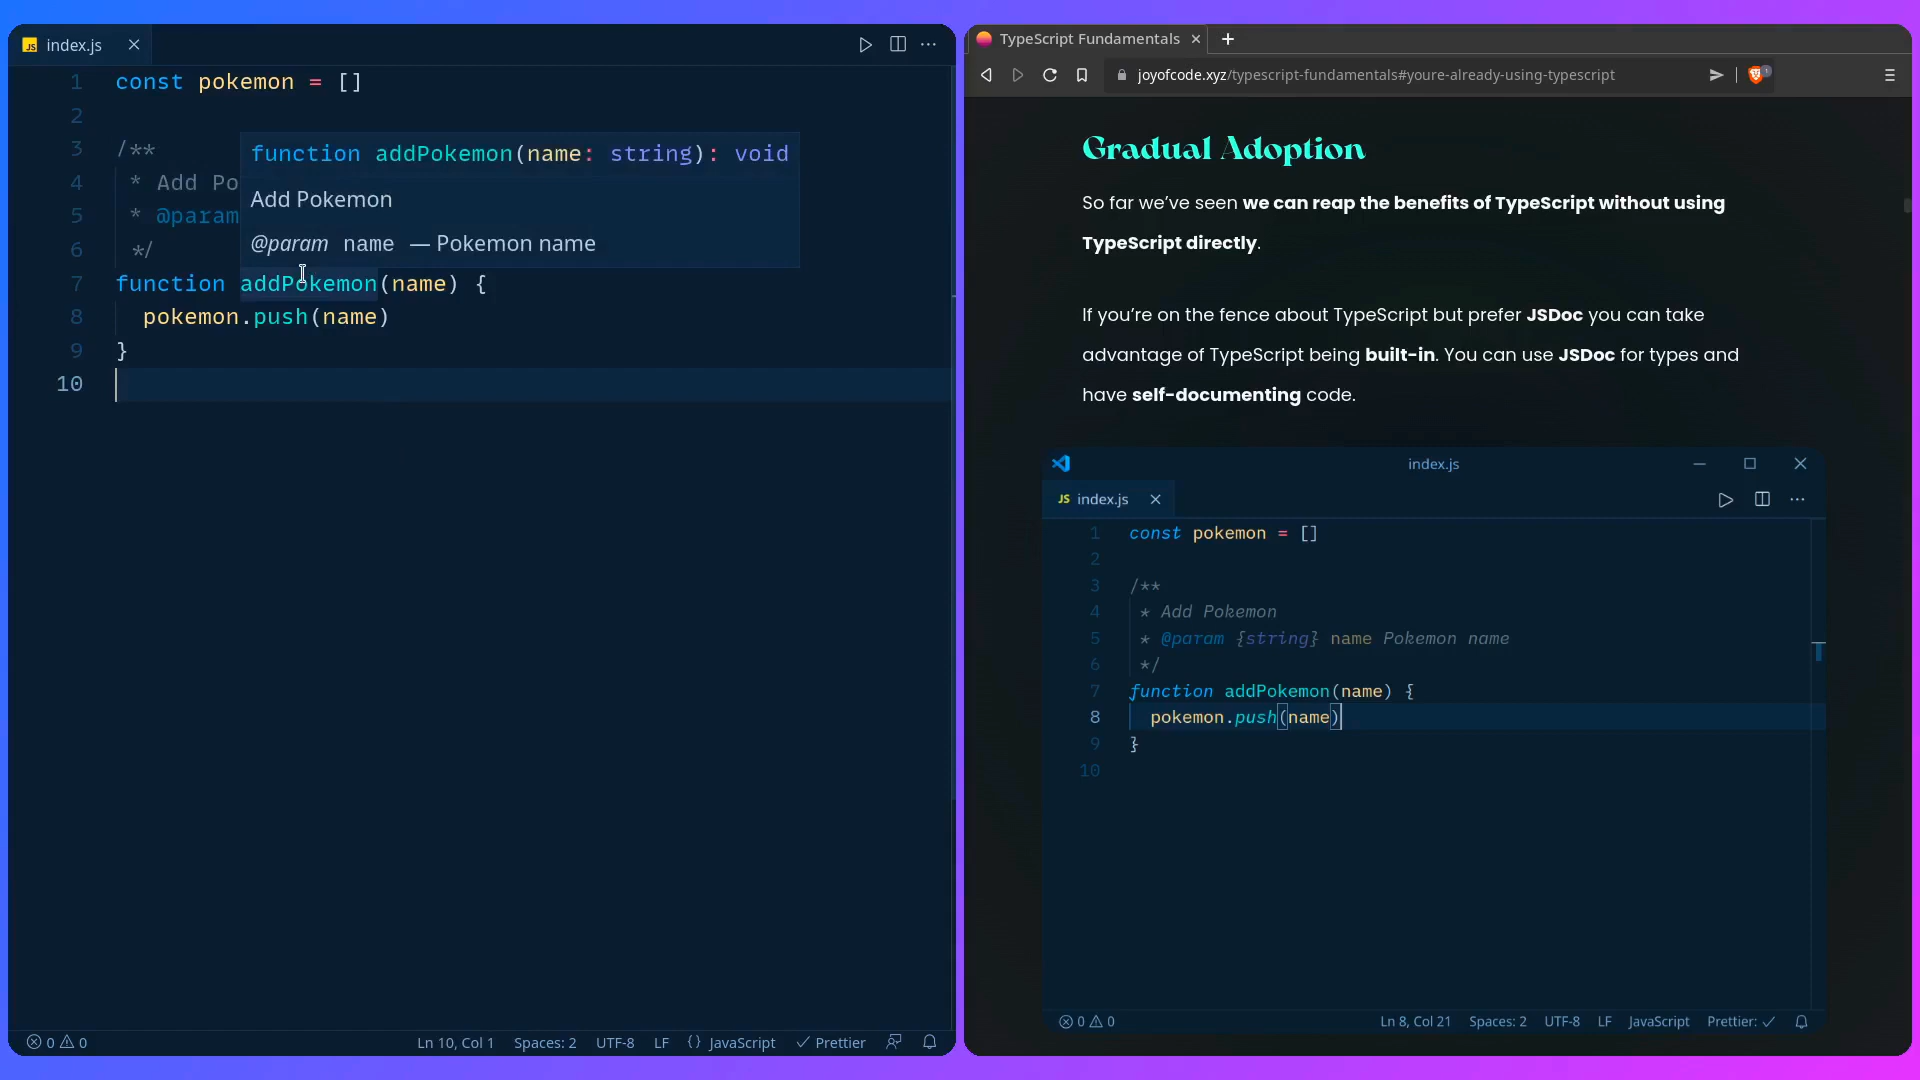 index.js
1 const pokemon = []
2
3 /**
4 * Add Po
5 * @param
6 */
7 function addPokemon(name) {
8 pokemon.push(name)
9 }
10
function addPokemon(name: string): void
Add Pokemon
@param name — Pokemon name
0 0 Ln 10, Col 1 Spaces: 2 UTF-8 LF {} JavaScript Prettier
TypeScript Fundamentals
joyofcode.xyz/typescript-fundamentals#youre-already-using-typescript
1
Gradual Adoption
So far we’ve seen we can reap the benefits of TypeScript without using
TypeScript directly.
If you’re on the fence about TypeScript but prefer JSDoc you can take
advantage of TypeScript being built-in. You can use JSDoc for types and
have self-documenting code.
index.js
JS index.js
1 const pokemon = []
2
3 /**
4 * Add Pokemon
5 * @param {string} name Pokemon name
6 */
7 function addPokemon(name) {
8 pokemon.push(name)
9 }
10
0 0 Ln 8, Col 21 Spaces: 2 UTF-8 LF JavaScript Prettier: